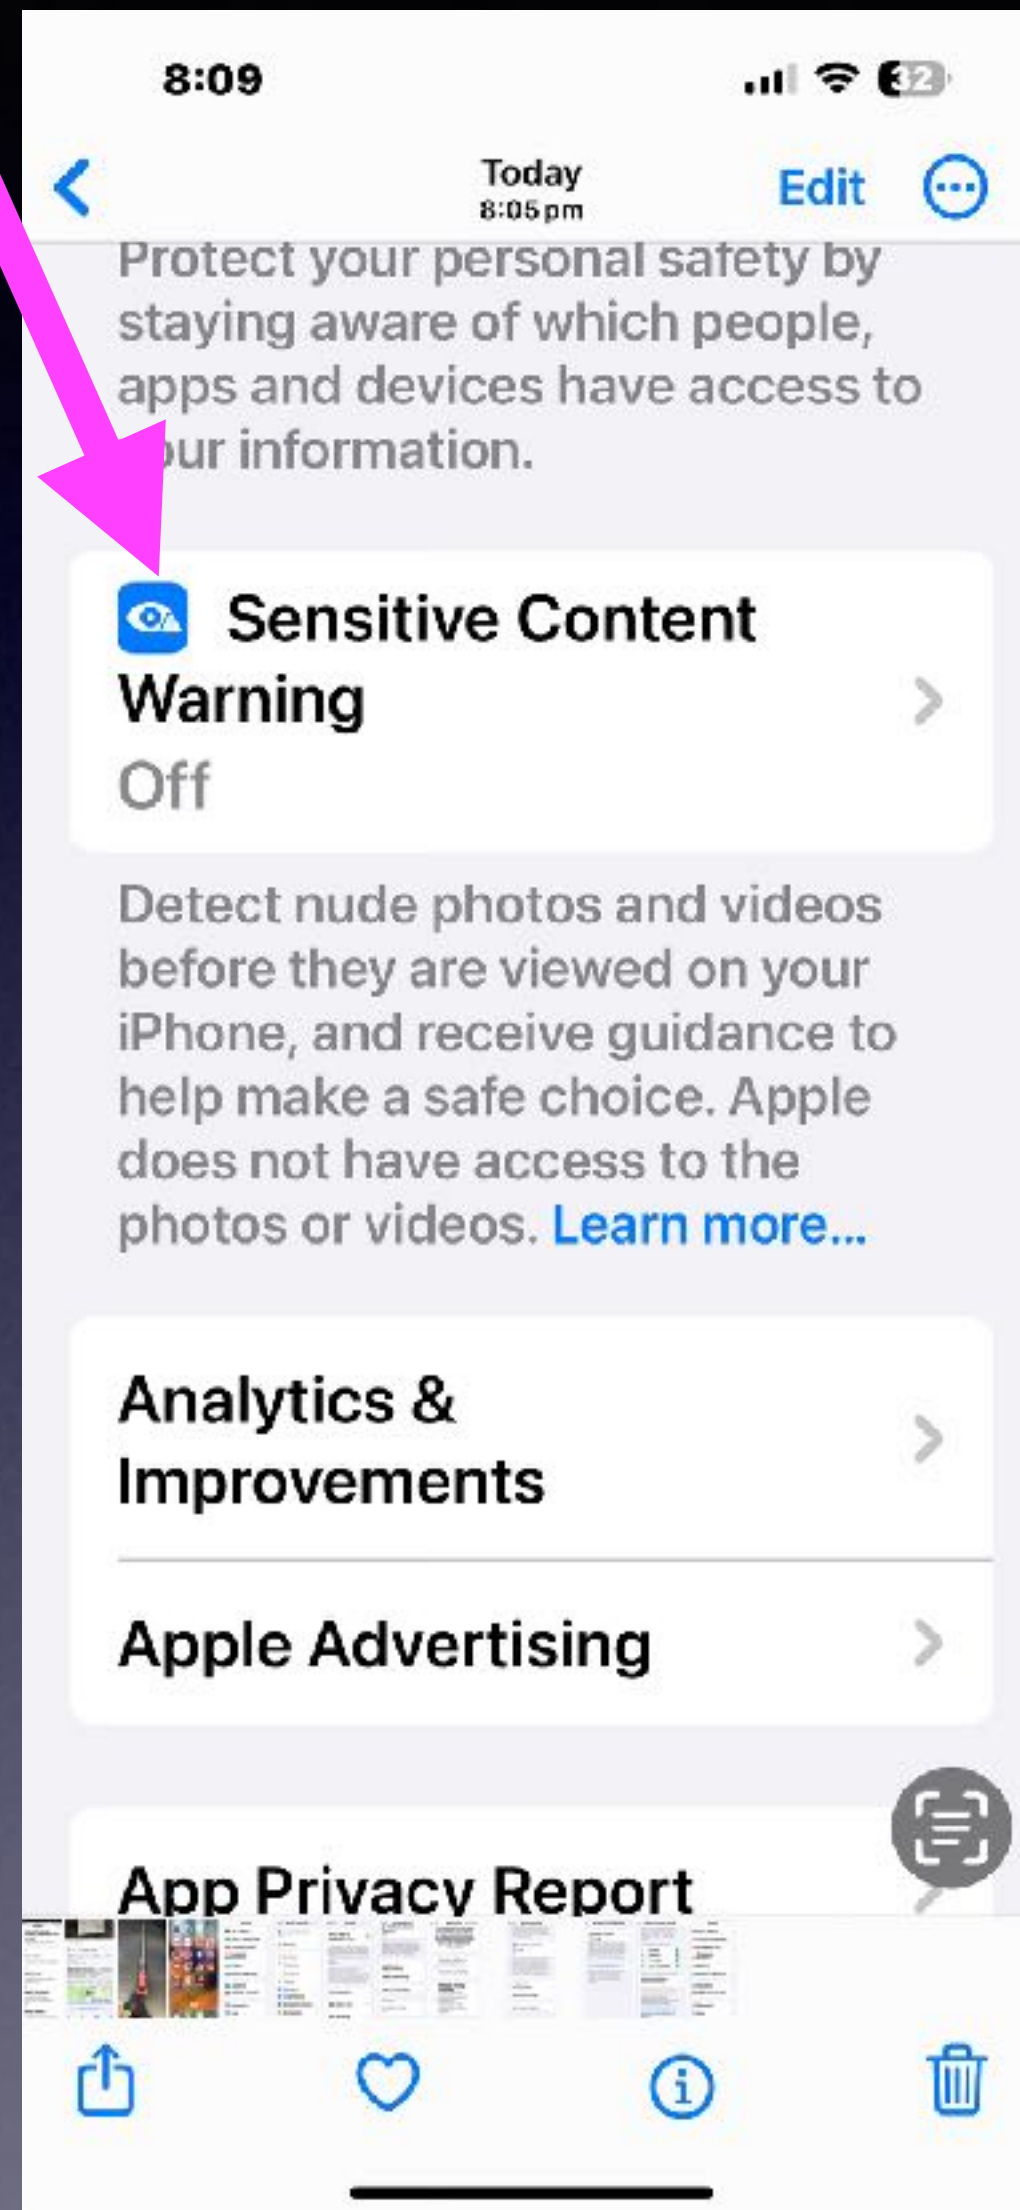 8:09
32
Today
8:05 pm
Edit
Protect your personal safety by
staying aware of which people,
apps and devices have access to
our information.
Sensitive Content
Warning
Off
Detect nude photos and videos
before they are viewed on your
iPhone, and receive guidance to
help make a safe choice. Apple
does not have access to the
photos or videos. Learn more...
Analytics &
Improvements
Apple Advertising
App Privacy Report